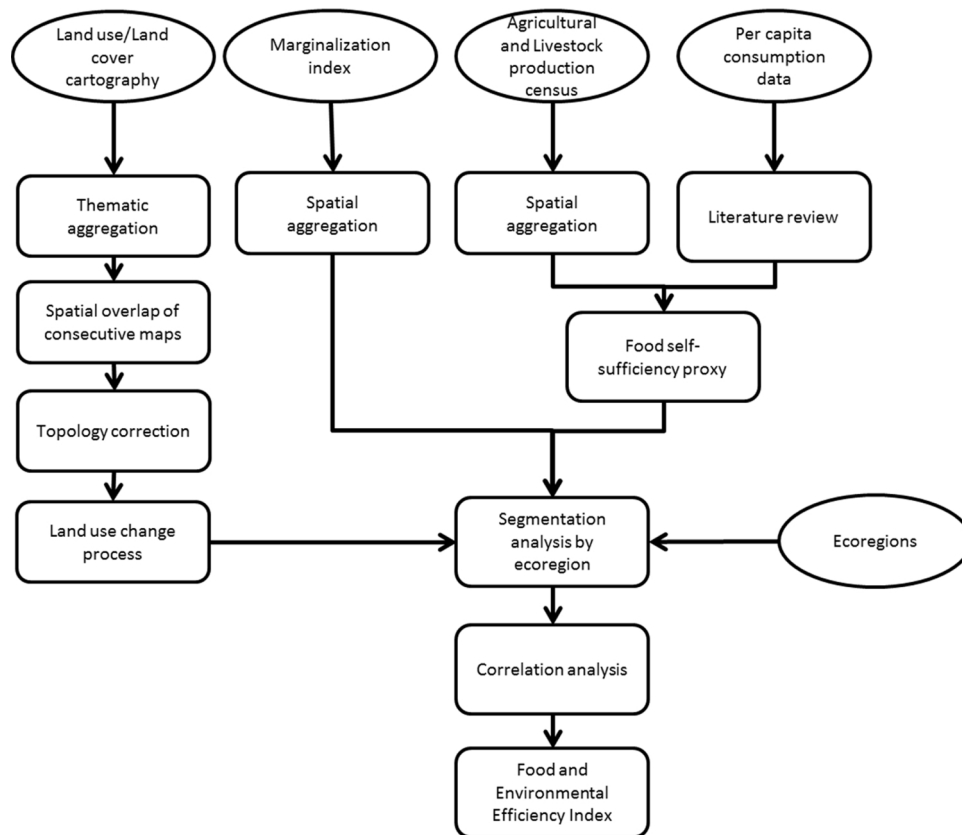 Land use/Land
cover
cartography
Marginalization
index
Agricultural
and Livestock
production
census
Per capita
consumption
data
Thematic
aggregation
Spatial
aggregation
Spatial
aggregation
Literature review
Spatial overlap of
consecutive maps
Food self-
sufficiency proxy
Topology correction
Land use change
process
Segmentation
analysis by
ecoregion
Ecoregions
Correlation analysis
Food and
Environmental
Efficiency Index